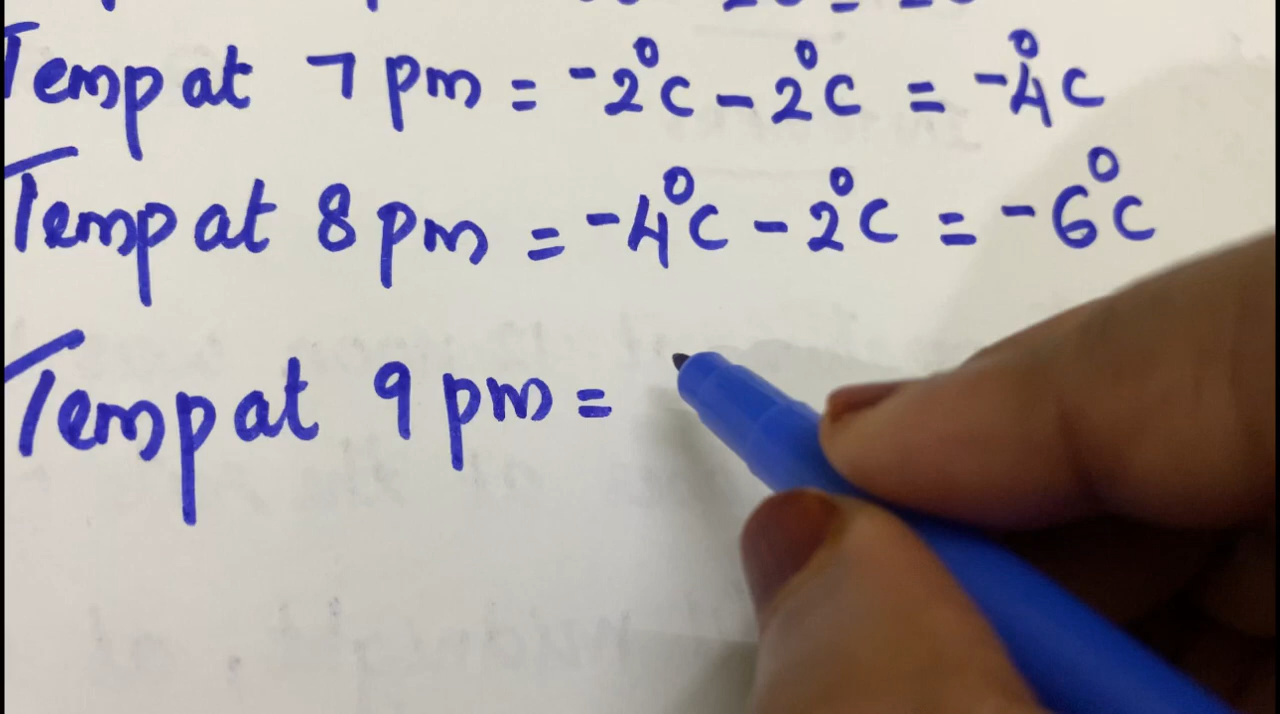 Temp at 7 pm = -2°C - 2°C = -4°C
Temp at 8 pm = -4°C - 2°C = -6°C
Temp at 9 pm =